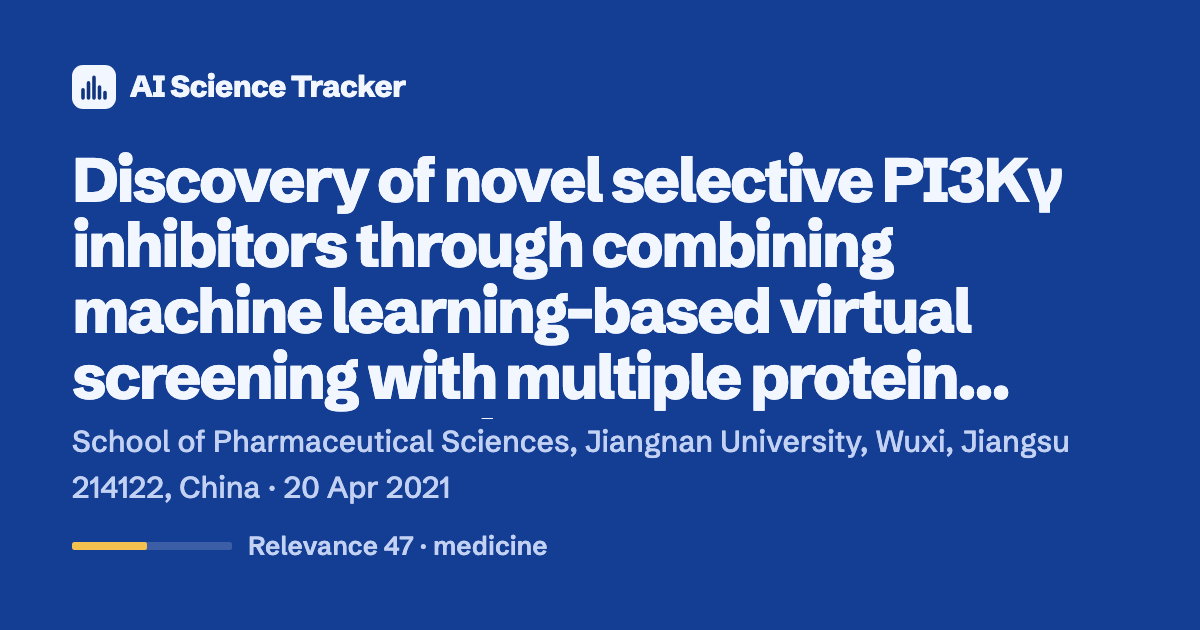 AI Science Tracker
Discovery of novel selective PI3Kγ
inhibitors through combining
machine learning-based virtual
screening with multiple protein...
School of Pharmaceutical Sciences, Jiangnan University, Wuxi, Jiangsu
214122, China · 20 Apr 2021
Relevance 47 · medicine